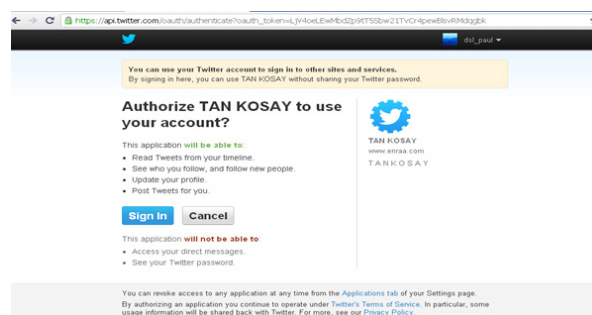 https://api.twitter.com/oauth/authenticate?oauth_token=LjV4oeLEwMbdZp9tTSSbw21TvCr4pewBlsvRMdqgbk
dsl_paul
You can use your Twitter account to sign in to other sites and services.
By signing in here, you can use TAN KOSAY without sharing your Twitter password.
Authorize TAN KOSAY to use your account?
This application will be able to:
• Read Tweets from your timeline.
• See who you follow, and follow new people.
• Update your profile.
• Post Tweets for you.
Sign In
Cancel
This application will not be able to:
• Access your direct messages.
• See your Twitter password.
TAN KOSAY
www.enraa.com
TANKOSAY
You can revoke access to any application at any time from the Applications tab of your Settings page.
By authorizing an application you continue to operate under Twitter's Terms of Service. In particular, some
usage information will be shared back with Twitter. For more, see our Privacy Policy.